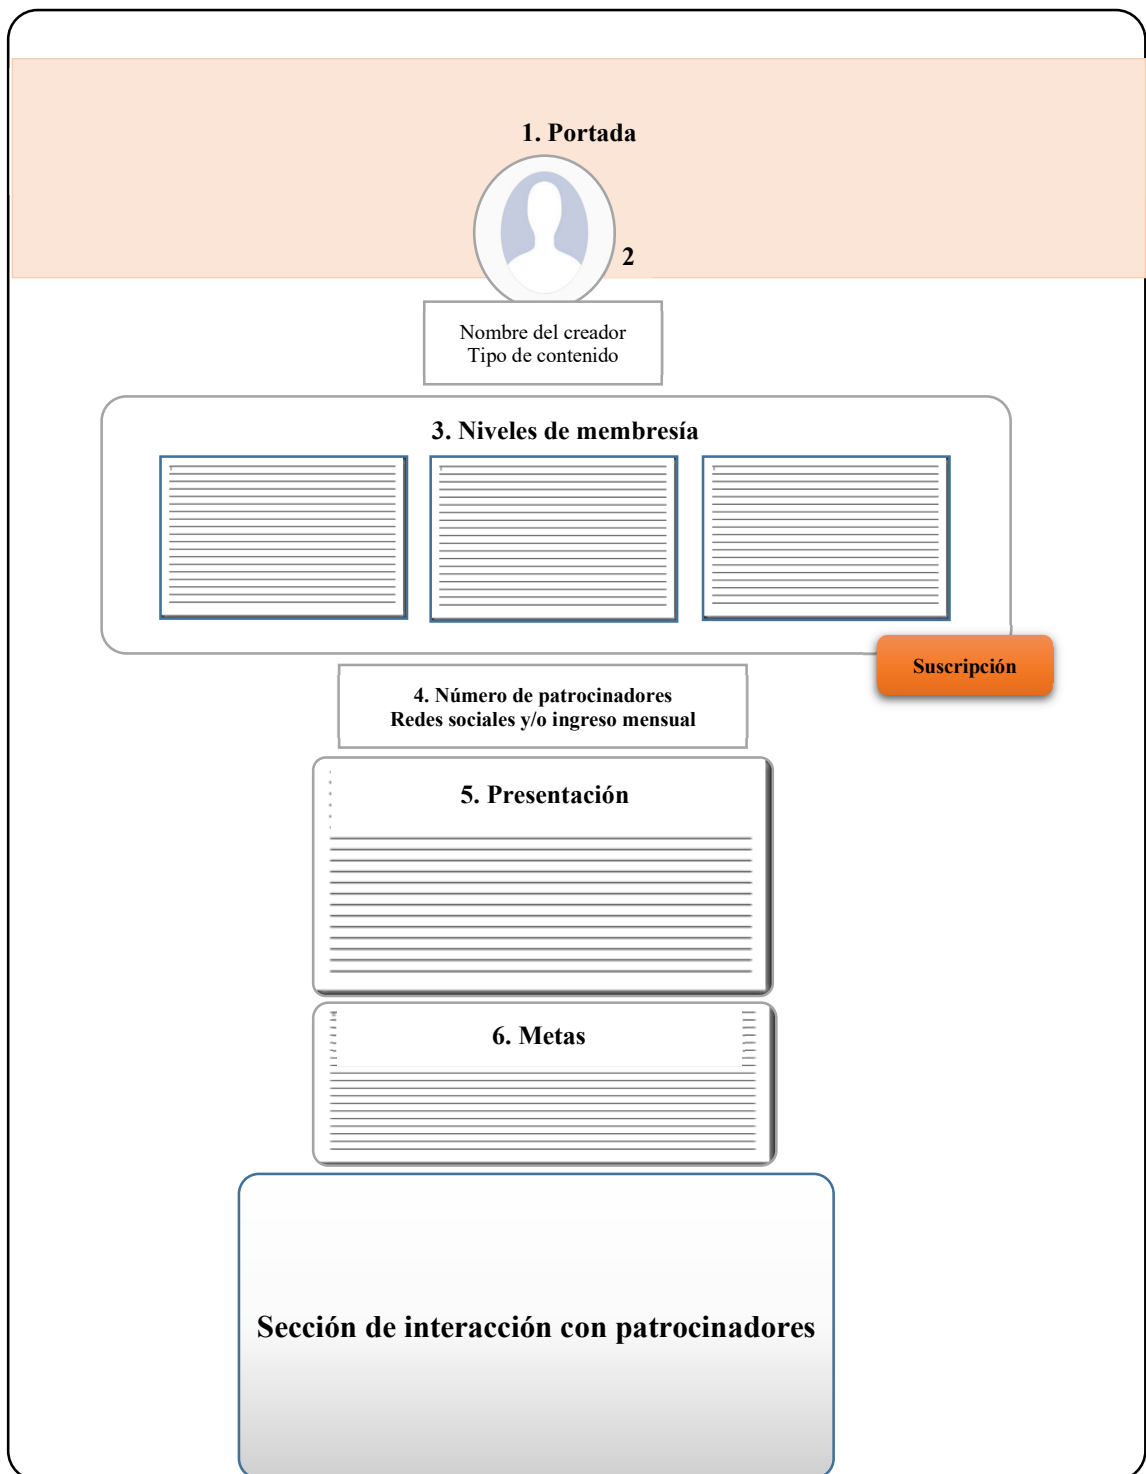 1. Portada
2
Nombre del creador
Tipo de contenido
3. Niveles de membresía
Suscripción
4. Número de patrocinadores
Redes sociales y/o ingreso mensual
5. Presentación
6. Metas
Sección de interacción con patrocinadores